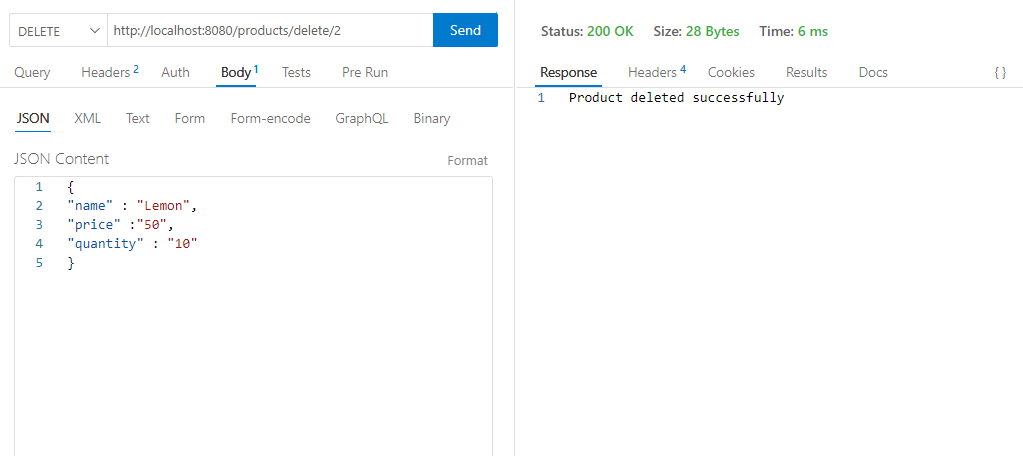 DELETE http://localhost:8080/products/delete/2 Send
Query Headers 2 Auth Body 1 Tests Pre Run
JSON XML Text Form Form-encode GraphQL Binary
JSON Content Format
1 {
2 "name" : "Lemon",
3 "price" :"50",
4 "quantity" : "10"
5 }
Status: 200 OK Size: 28 Bytes Time: 6 ms
Response Headers 4 Cookies Results Docs { }
1 Product deleted successfully